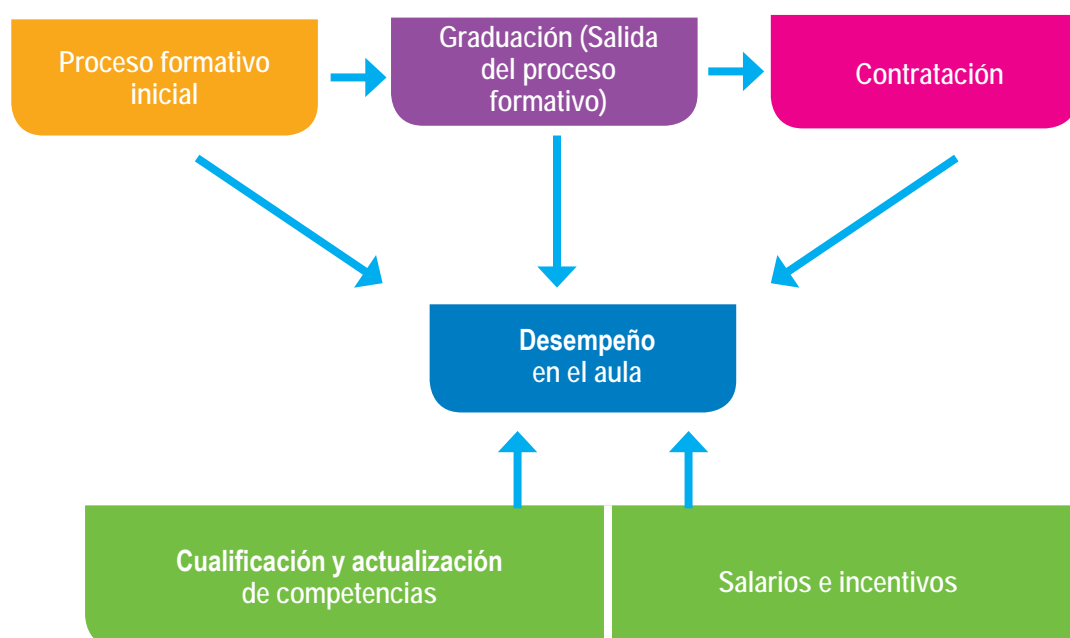 Proceso formativo
inicial
Graduación (Salida
del proceso
formativo)
Contratación
Desempeño
en el aula
Cualificación y actualización
de competencias
Salarios e incentivos